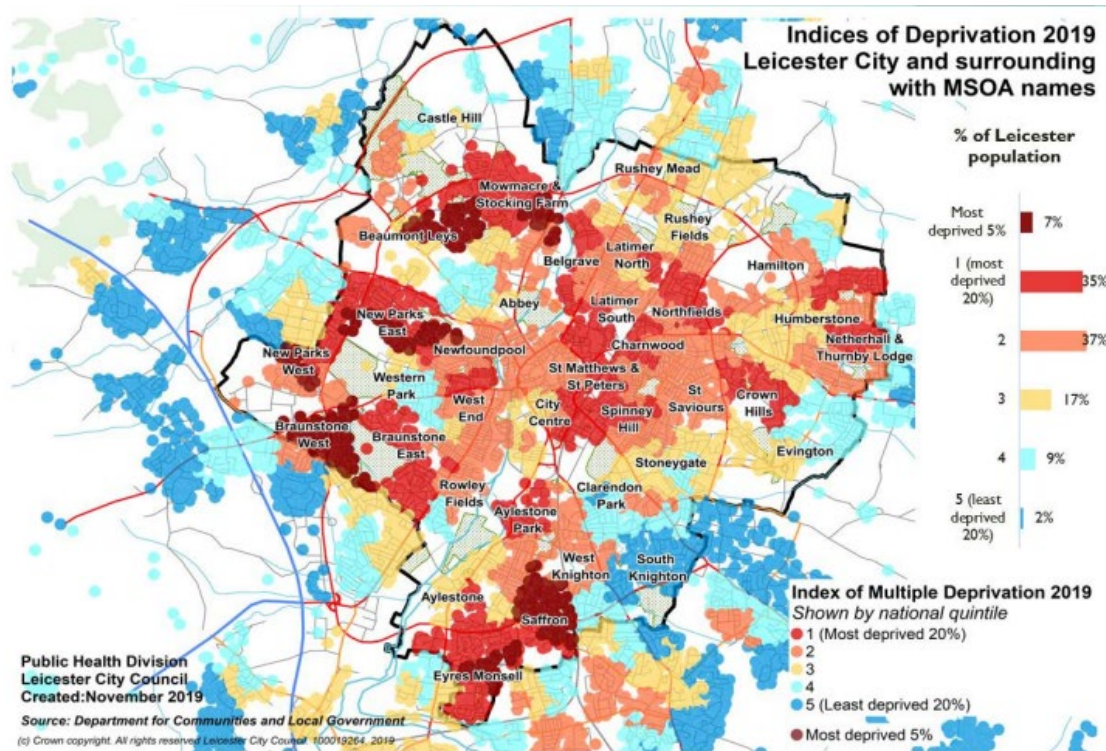 Indices of Deprivation 2019
Leicester City and surrounding
with MSOA names
% of Leicester
population
Most
deprived 5%
7%
1 (most
deprived
20%)
35%
2
37%
3
17%
4
9%
5 (least
deprived
20%)
2%
Castle Hill
Rushey Mead
Mowmacre &
Stocking Farm
Rushey
Fields
Beaumont Leys
Latimer
North
Belgrave
Hamilton
Abbey
Latimer
South
New Parks
East
Northfields
Humberstone
Netherhall &
Thurnby Lodge
Charnwood
Newfoundpool
New Parks
West
St Matthews &
St Peters
Western
Park
West
End
City
Centre
Spinney
Hill
St
Saviours
Crown
Hills
Braunstone
West
Braunstone
East
Evington
Stoneygate
Rowley
Fields
Clarendon
Park
Aylestone
Park
West
Knighton
South
Knighton
Aylestone
Saffron
Eyres Monsell
Index of Multiple Deprivation 2019
Shown by national quintile
1 (Most deprived 20%)
2
3
4
5 (Least deprived 20%)
Most deprived 5%
Public Health Division
Leicester City Council
Created:November 2019
Source: Department for Communities and Local Government
(c) Crown copyright. All rights reserved Leicester City Council. 100019264, 2019